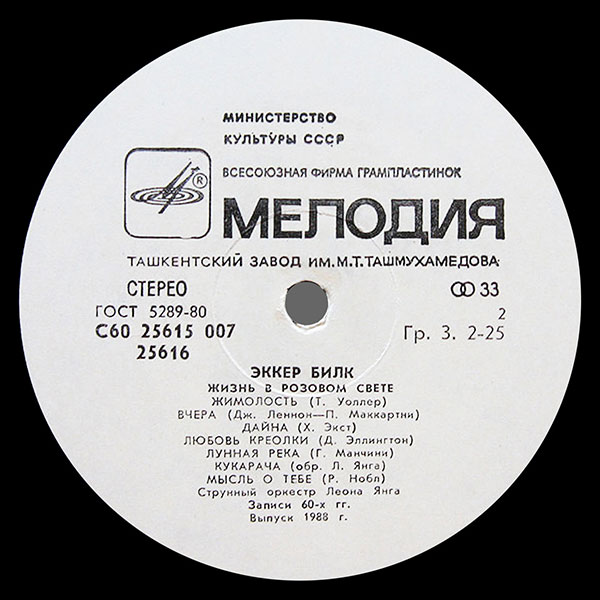 МИНИСТЕРСТВО
КУЛЬТУРЫ СССР
ВСЕСОЮЗНАЯ ФИРМА ГРАМПЛАСТИНОК
®
МЕЛОДИЯ
ТАШКЕНТСКИЙ ЗАВОД ИМ. М.Т. ТАШМУХАМЕДОВА
СТЕРЕО
33
ГОСТ 5289-80
2
С60 25615 007
Гр. 3. 2-25
25616
ЭККЕР БИЛК
ЖИЗНЬ В РОЗОВОМ СВЕТЕ
ЖИМОЛОСТЬ (Т. Уоллер)
ВЧЕРА (Дж. Леннон—П. Маккартни)
ДАЙНА (Х. Экст)
ЛЮБОВЬ КРЕОЛКИ (Д. Эллингтон)
ЛУННАЯ РЕКА (Г. Манчини)
КУКАРАЧА (обр. Л. Янга)
МЫСЛЬ О ТЕБЕ (Р. Нобл)
Струнный оркестр Леона Янга
Записи 60-х гг.
Выпуск 1988 г.